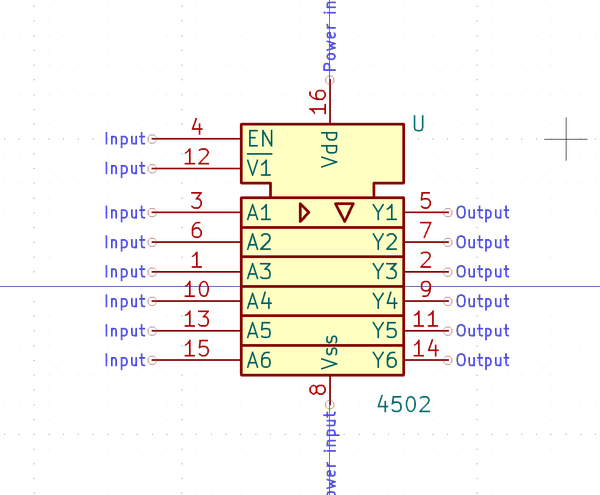 Power in
16
U
Vdd
Input 4 EN
Input 12 V1
Input 3 A1 Y1 5 Output
Input 6 A2 Y2 7 Output
Input 1 A3 Y3 2 Output
Input 10 A4 Y4 9 Output
Input 13 A5 Y5 11 Output
Input 15 A6 Y6 14 Output
Vss
8
4502
ower input